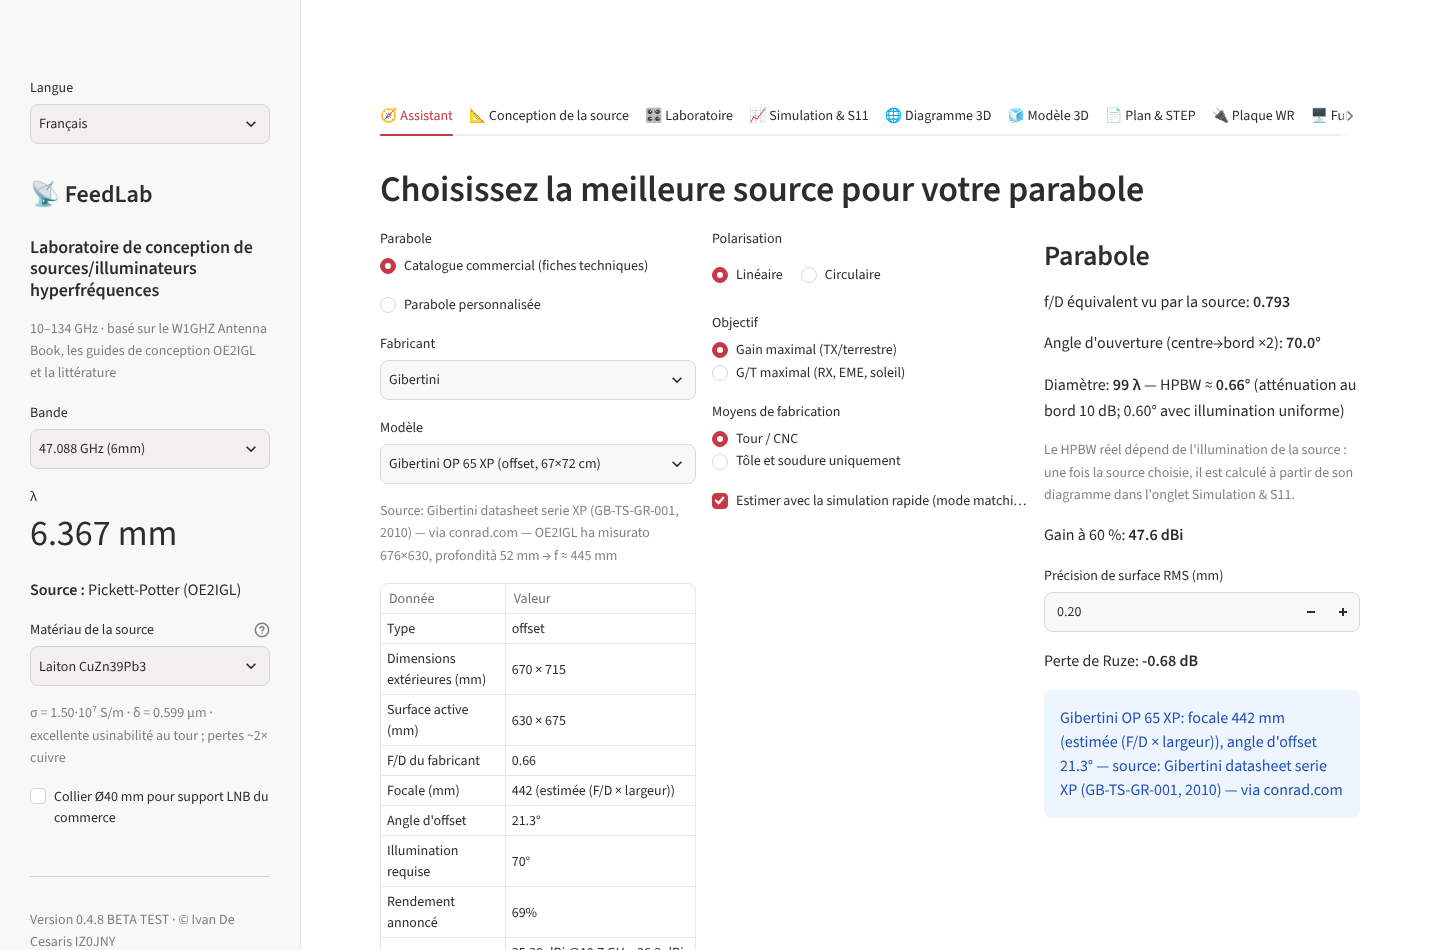 Langue
Français
📡 FeedLab
Laboratoire de conception de
sources/illuminateurs
hyperfréquences
10–134 GHz · basé sur le W1GHZ Antenna
Book, les guides de conception OE2IGL
et la littérature
Bande
47.088 GHz (6mm)
λ
6.367 mm
Source : Pickett-Potter (OE2IGL)
Matériau de la source
Laiton CuZn39Pb3
σ = 1.50·10⁷ S/m · δ = 0.599 µm ·
excellente usinabilité au tour ; pertes ~2×
cuivre
Collier Ø40 mm pour support LNB du
commerce
Version 0.4.8 BETA TEST · © Ivan De
Cesaris IZ0JNY
🧭 Assistant
📐 Conception de la source
🎛️ Laboratoire
📈 Simulation & S11
🌐 Diagramme 3D
🧊 Modèle 3D
📄 Plan & STEP
🔌 Plaque WR
🖥️ Fu
Choisissez la meilleure source pour votre parabole
Parabole
Catalogue commercial (fiches techniques)
Parabole personnalisée
Fabricant
Gibertini
Modèle
Gibertini OP 65 XP (offset, 67×72 cm)
Source: Gibertini datasheet serie XP (GB-TS-GR-001,
2010) — via conrad.com — OE2IGL ha misurato
676×630, profondità 52 mm → f ≈ 445 mm
Donnée Valeur
Type offset
Dimensions
extérieures (mm) 670 × 715
Surface active
(mm) 630 × 675
F/D du fabricant 0.66
Focale (mm) 442 (estimée (F/D × largeur))
Angle d'offset 21.3°
Illumination
requise 70°
Rendement
annoncé 69%
Polarisation
Linéaire Circulaire
Objectif
Gain maximal (TX/terrestre)
G/T maximal (RX, EME, soleil)
Moyens de fabrication
Tour / CNC
Tôle et soudure uniquement
Estimer avec la simulation rapide (mode matchi…
Parabole
f/D équivalent vu par la source: 0.793
Angle d'ouverture (centre→bord ×2): 70.0°
Diamètre: 99 λ — HPBW ≈ 0.66° (atténuation au
bord 10 dB; 0.60° avec illumination uniforme)
Le HPBW réel dépend de l'illumination de la source :
une fois la source choisie, il est calculé à partir de son
diagramme dans l'onglet Simulation & S11.
Gain à 60 %: 47.6 dBi
Précision de surface RMS (mm)
0.20
Perte de Ruze: -0.68 dB
Gibertini OP 65 XP: focale 442 mm
(estimée (F/D × largeur)), angle d'offset
21.3° — source: Gibertini datasheet serie
XP (GB-TS-GR-001, 2010) — via conrad.com